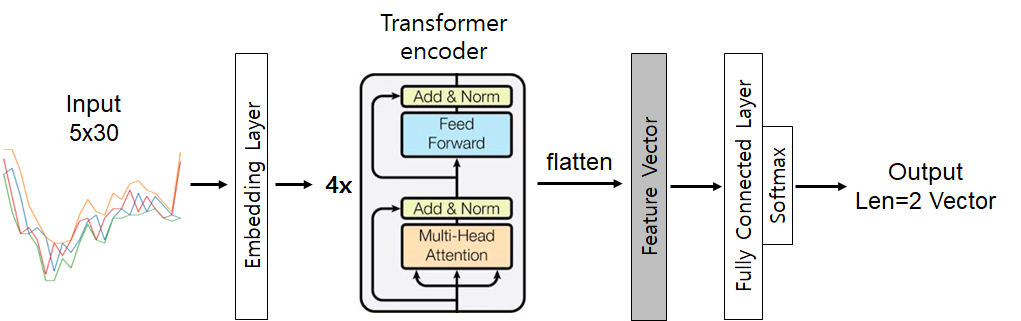 Input
5x30
Embedding Layer
Transformer
encoder
4x
Add & Norm
Feed
Forward
Add & Norm
Multi-Head
Attention
flatten
Feature Vector
Fully Connected Layer
Softmax
Output
Len=2 Vector